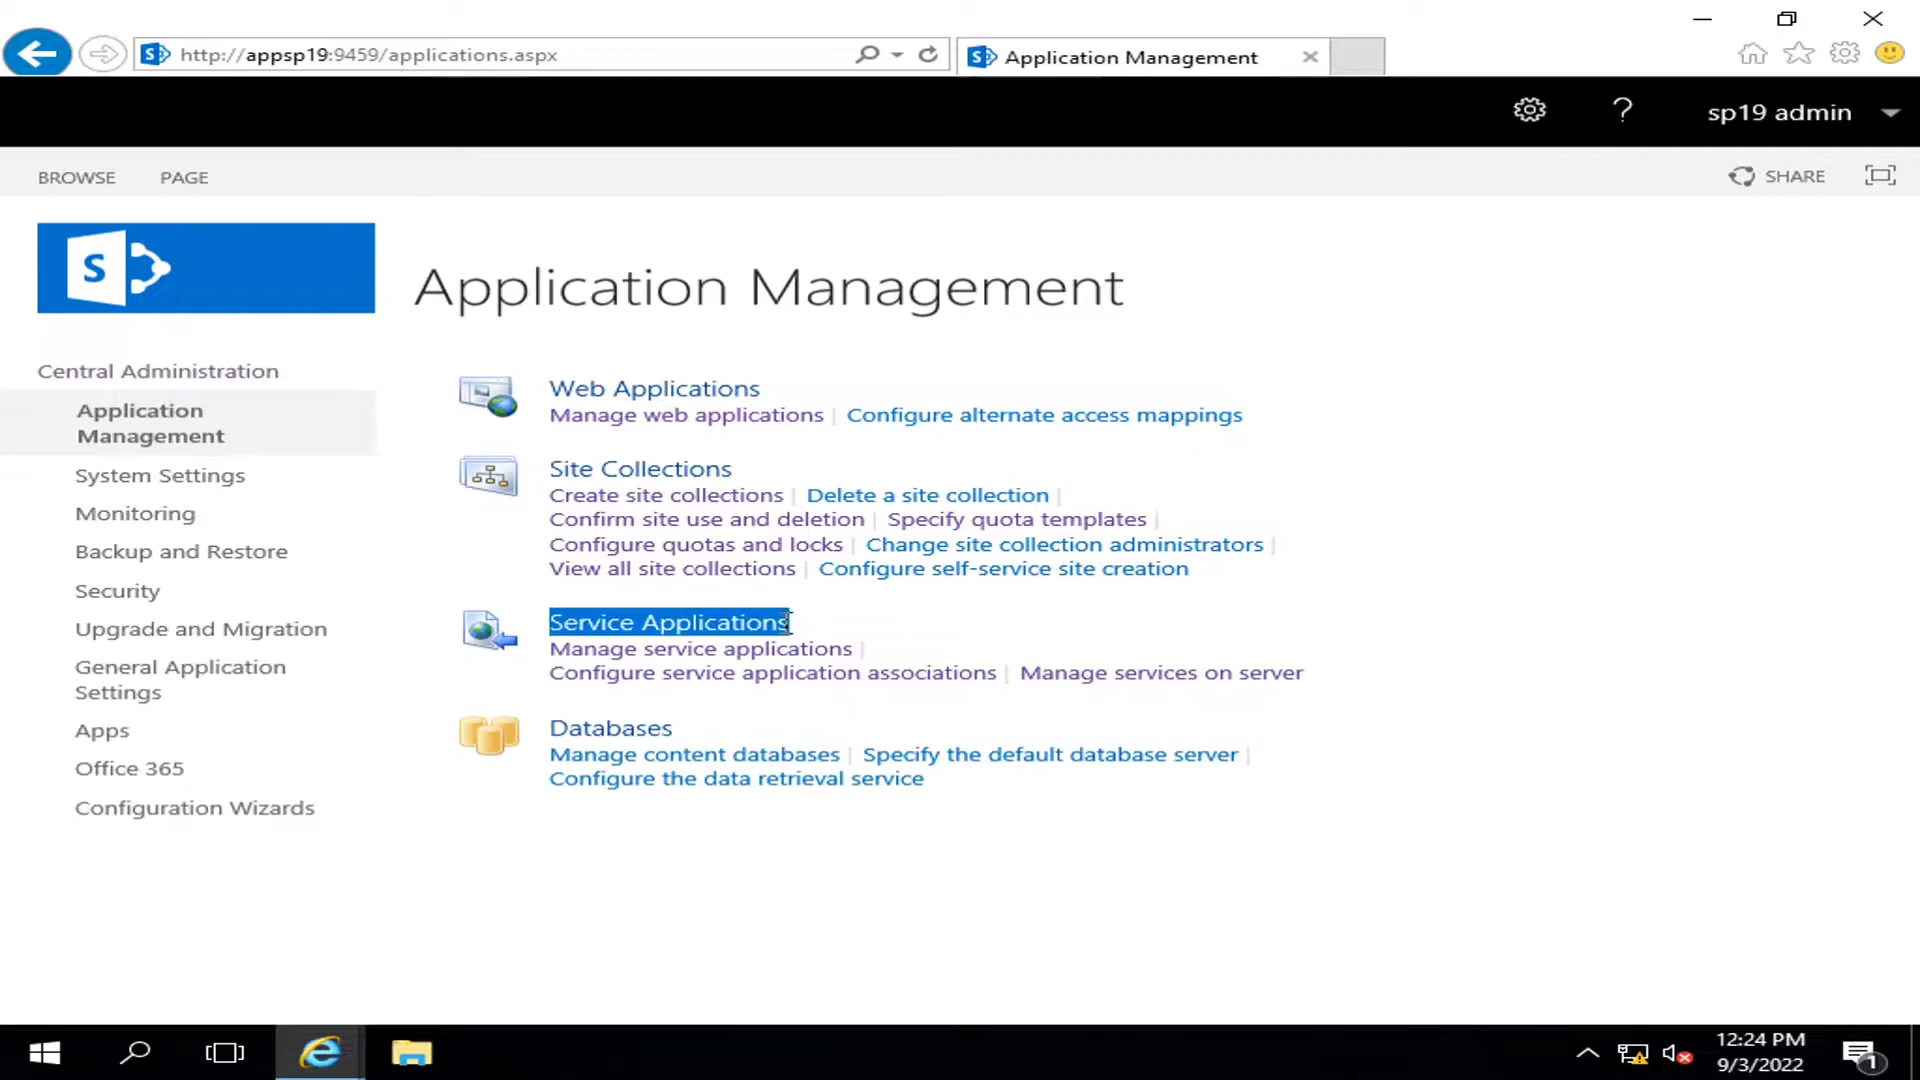 http://appsp19:9459/applications.aspx
Application Management
sp19 admin
BROWSE PAGE
SHARE
S
Application Management
Central Administration
Application
Management
System Settings
Monitoring
Backup and Restore
Security
Upgrade and Migration
General Application
Settings
Apps
Office 365
Configuration Wizards
Web Applications
Manage web applications | Configure alternate access mappings
Site Collections
Create site collections | Delete a site collection |
Confirm site use and deletion | Specify quota templates |
Configure quotas and locks | Change site collection administrators |
View all site collections | Configure self-service site creation
Service Applications
Manage service applications |
Configure service application associations | Manage services on server
Databases
Manage content databases | Specify the default database server |
Configure the data retrieval service
12:24 PM
9/3/2022
1